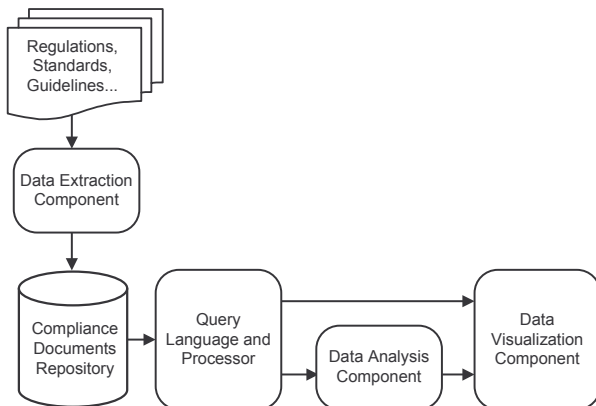 Regulations,
Standards,
Guidelines...
Data Extraction
Component
Compliance
Documents
Repository
Query
Language and
Processor
Data Analysis
Component
Data
Visualization
Component